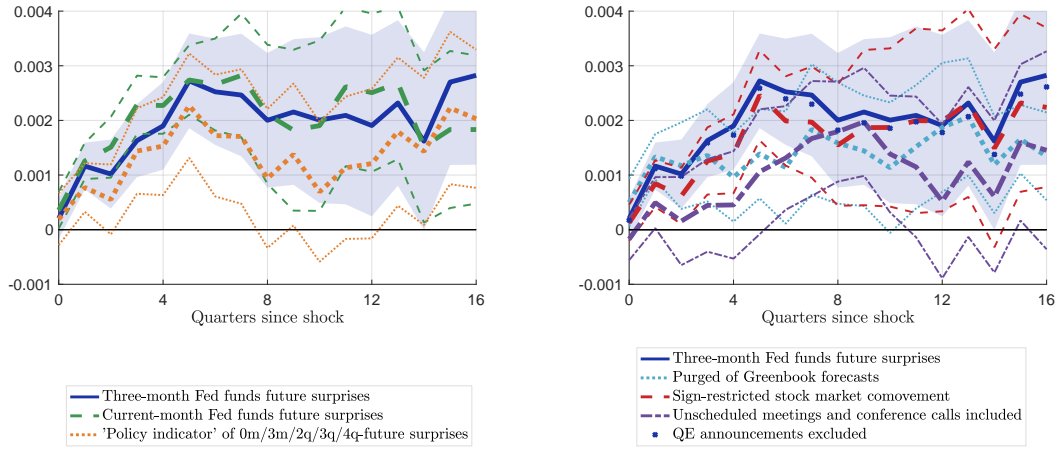 0.004
0.003
0.002
0.001
0
-0.001
0
4
8
12
16
Quarters since shock
Three-month Fed funds future surprises
Current-month Fed funds future surprises
'Policy indicator' of 0m/3m/2q/3q/4q-future surprises
0.004
0.003
0.002
0.001
0
-0.001
0
4
8
12
16
Quarters since shock
Three-month Fed funds future surprises
Purged of Greenbook forecasts
Sign-restricted stock market comovement
Unscheduled meetings and conference calls included
QE announcements excluded